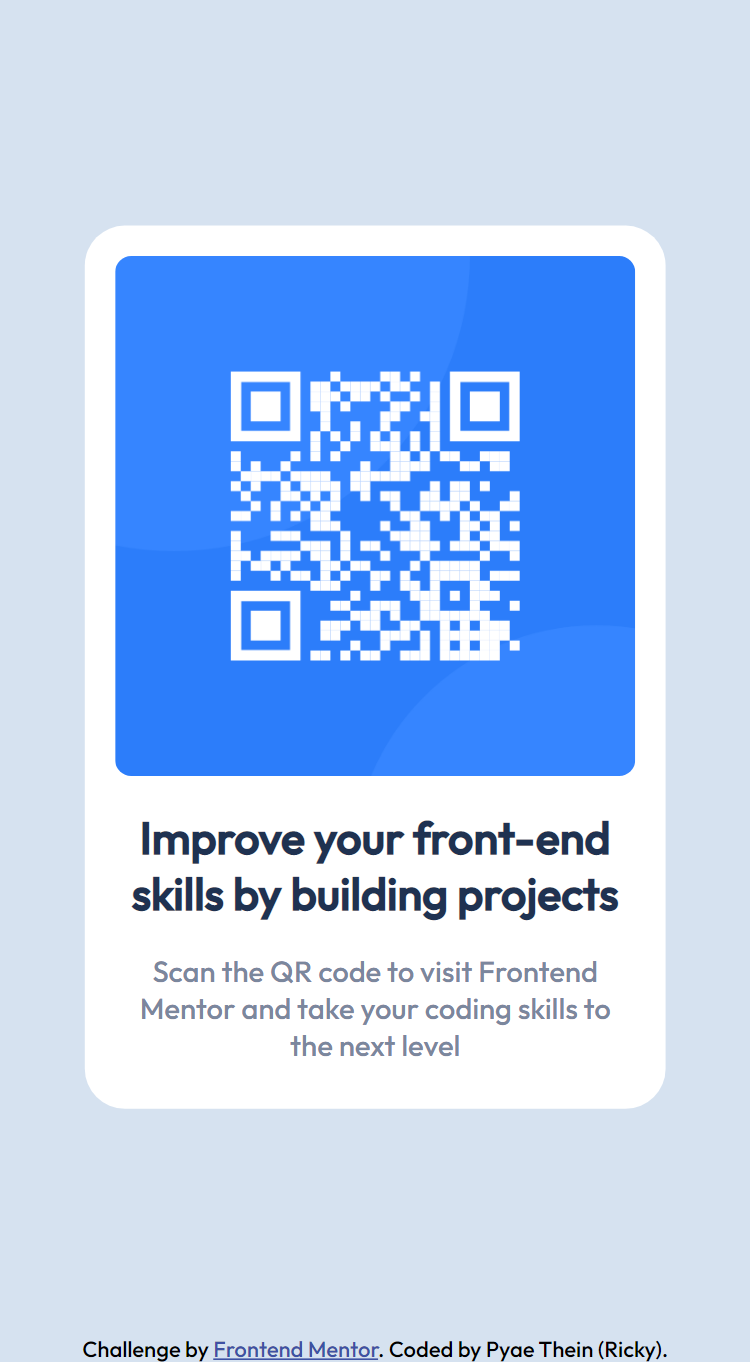 Improve your front-end
skills by building projects
Scan the QR code to visit Frontend
Mentor and take your coding skills to
the next level
Challenge by Frontend Mentor. Coded by Pyae Thein (Ricky).